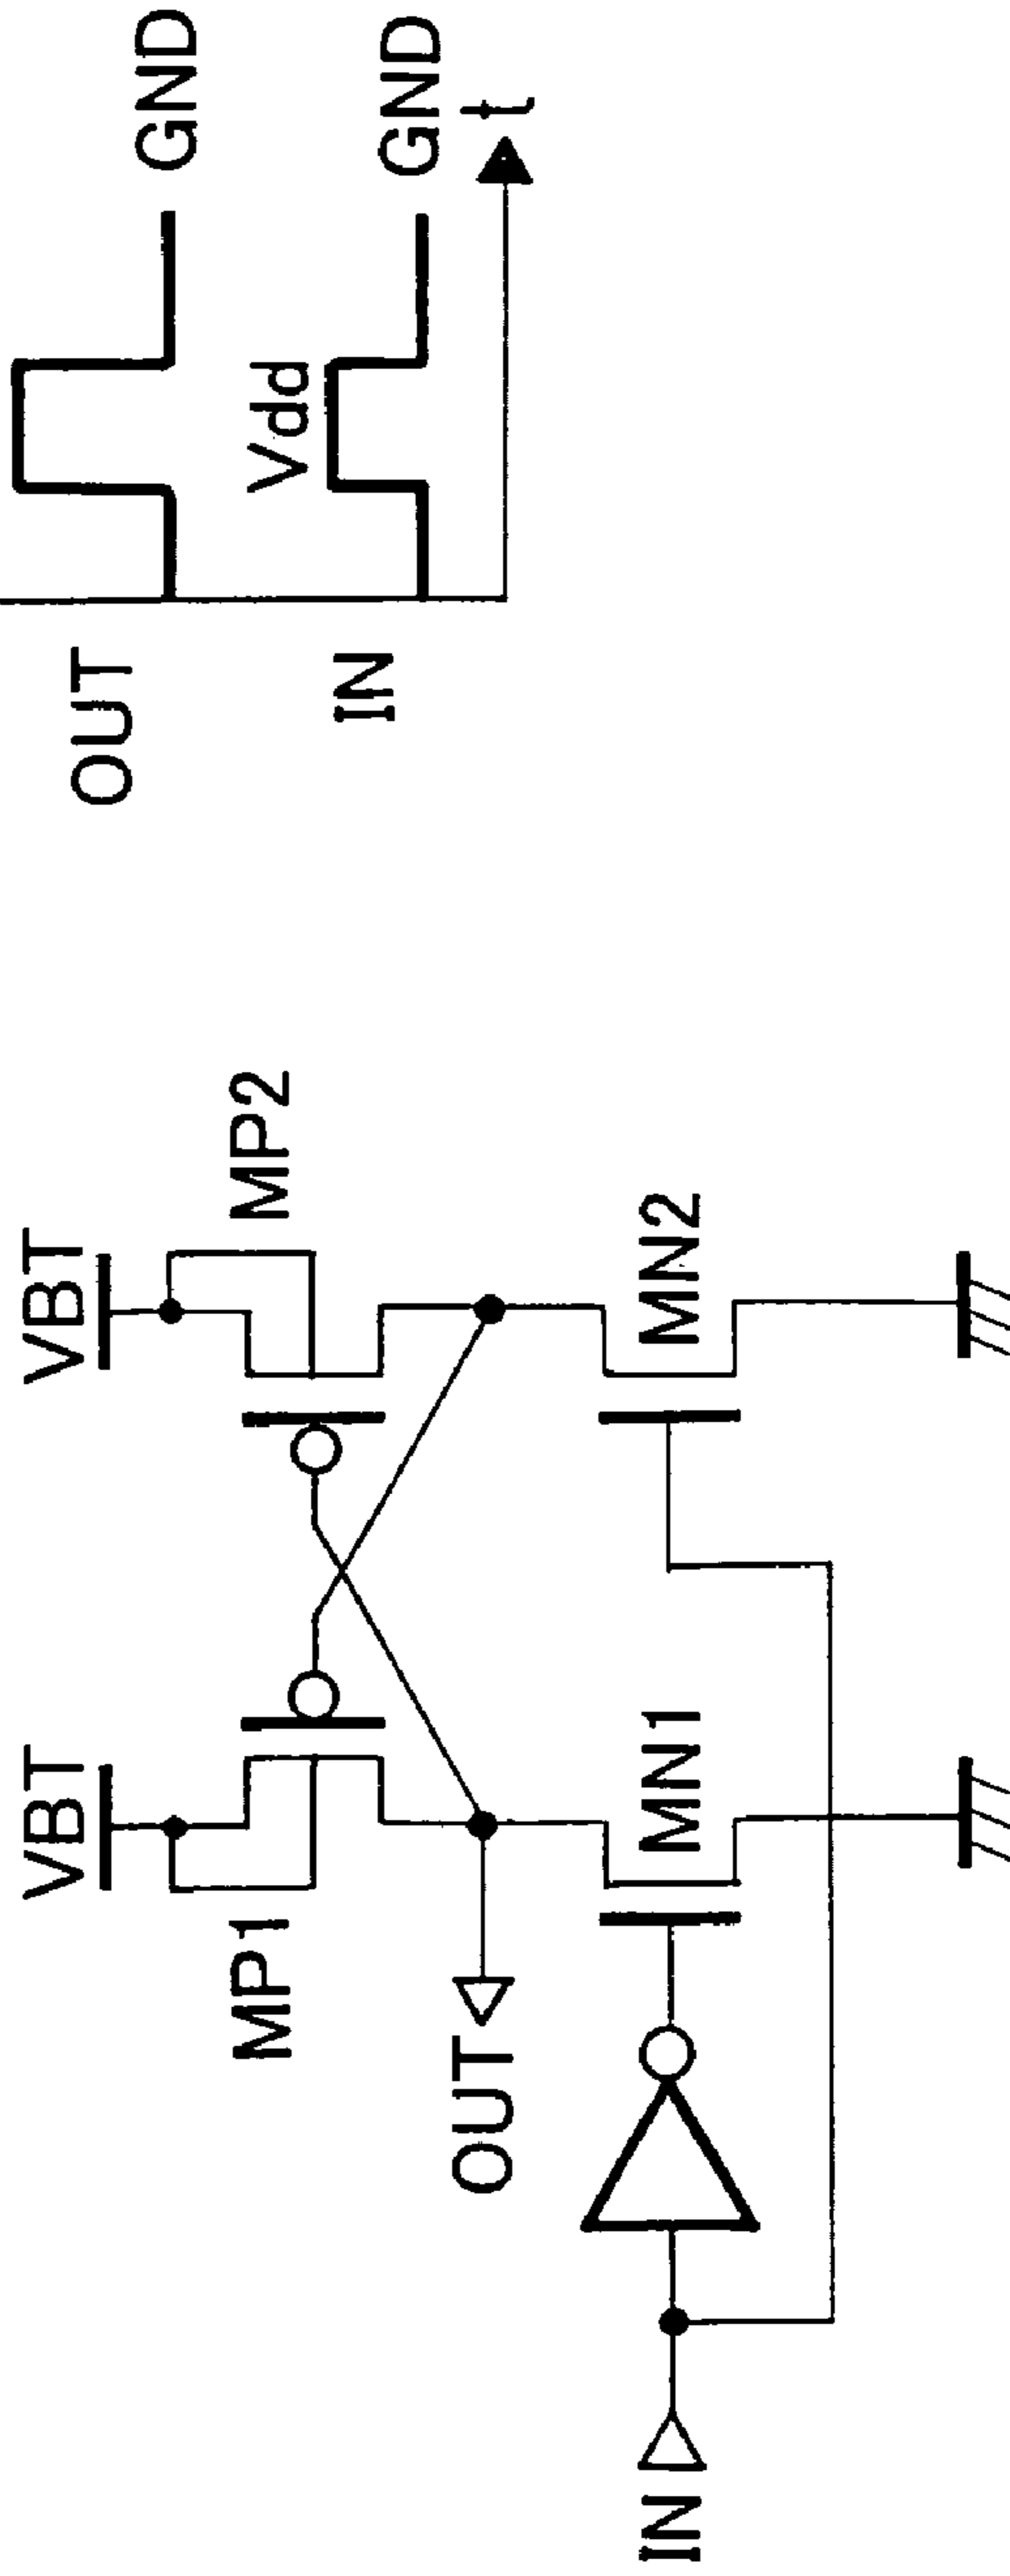 VBT
VBT
MP1
MP2
OUT
MN1
MN2
IN
OUT
GND
Vdd
IN
GND
t